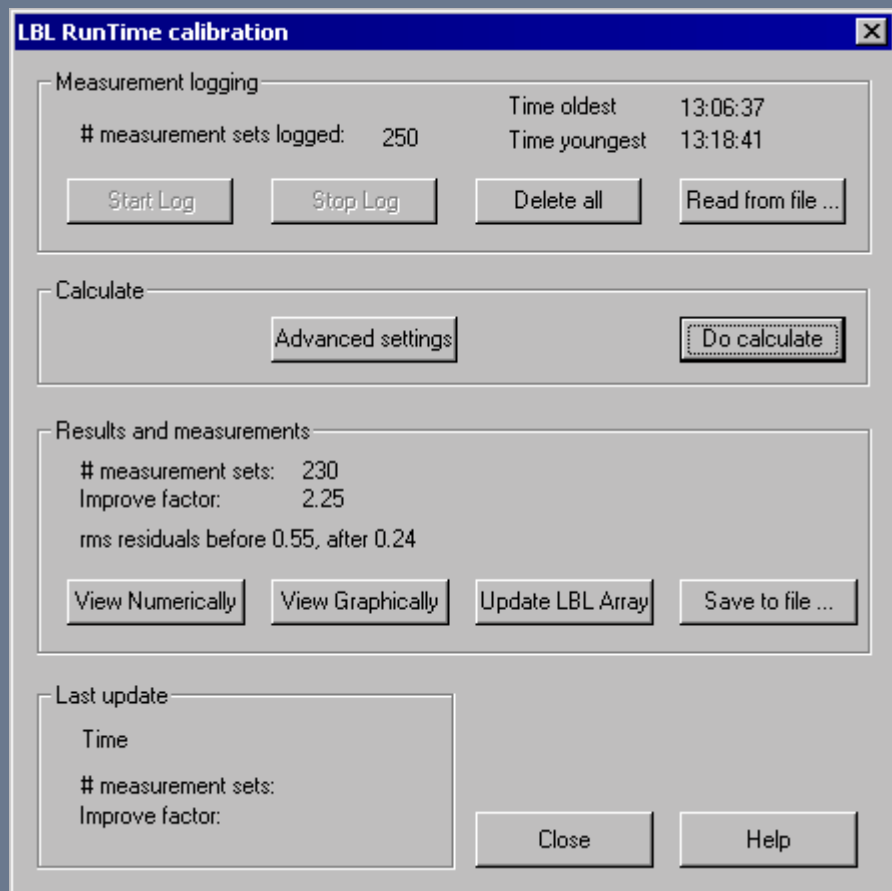 LBL RunTime calibration
Measurement logging
Time oldest 13:06:37
# measurement sets logged: 250
Time youngest 13:18:41
Start Log Stop Log Delete all Read from file ...
Calculate
Advanced settings Do calculate
Results and measurements
# measurement sets: 230
Improve factor: 2.25
rms residuals before 0.55, after 0.24
View Numerically View Graphically Update LBL Array Save to file ...
Last update
Time
# measurement sets:
Improve factor:
Close Help